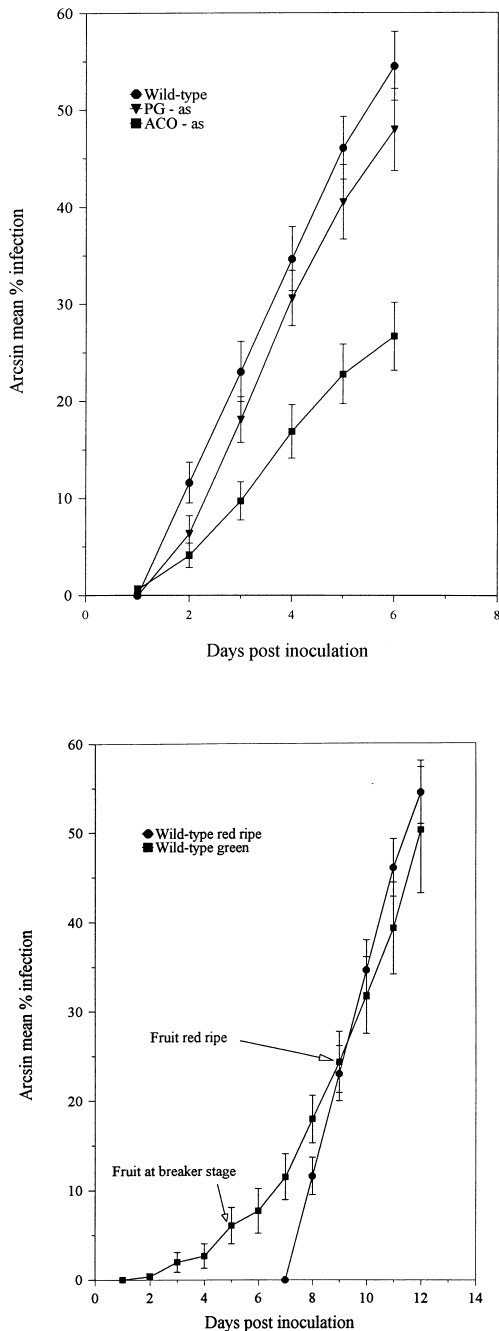 60
50
40
30
20
10
0
Arcsin mean % infection
Wild-type
PG - as
ACO - as
0 2 4 6 8
Days post inoculation
60
50
40
30
20
10
0
Arcsin mean % infection
Wild-type red ripe
Wild-type green
Fruit red ripe
Fruit at breaker stage
0 2 4 6 8 10 12 14
Days post inoculation